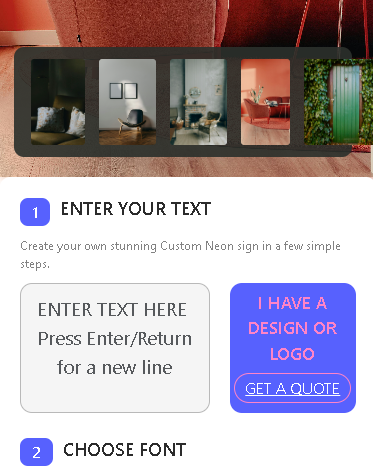 1 ENTER YOUR TEXT
Create your own stunning Custom Neon sign in a few simple
steps.
ENTER TEXT HERE
Press Enter/Return
for a new line
I HAVE A
DESIGN OR
LOGO
GET A QUOTE
2 CHOOSE FONT